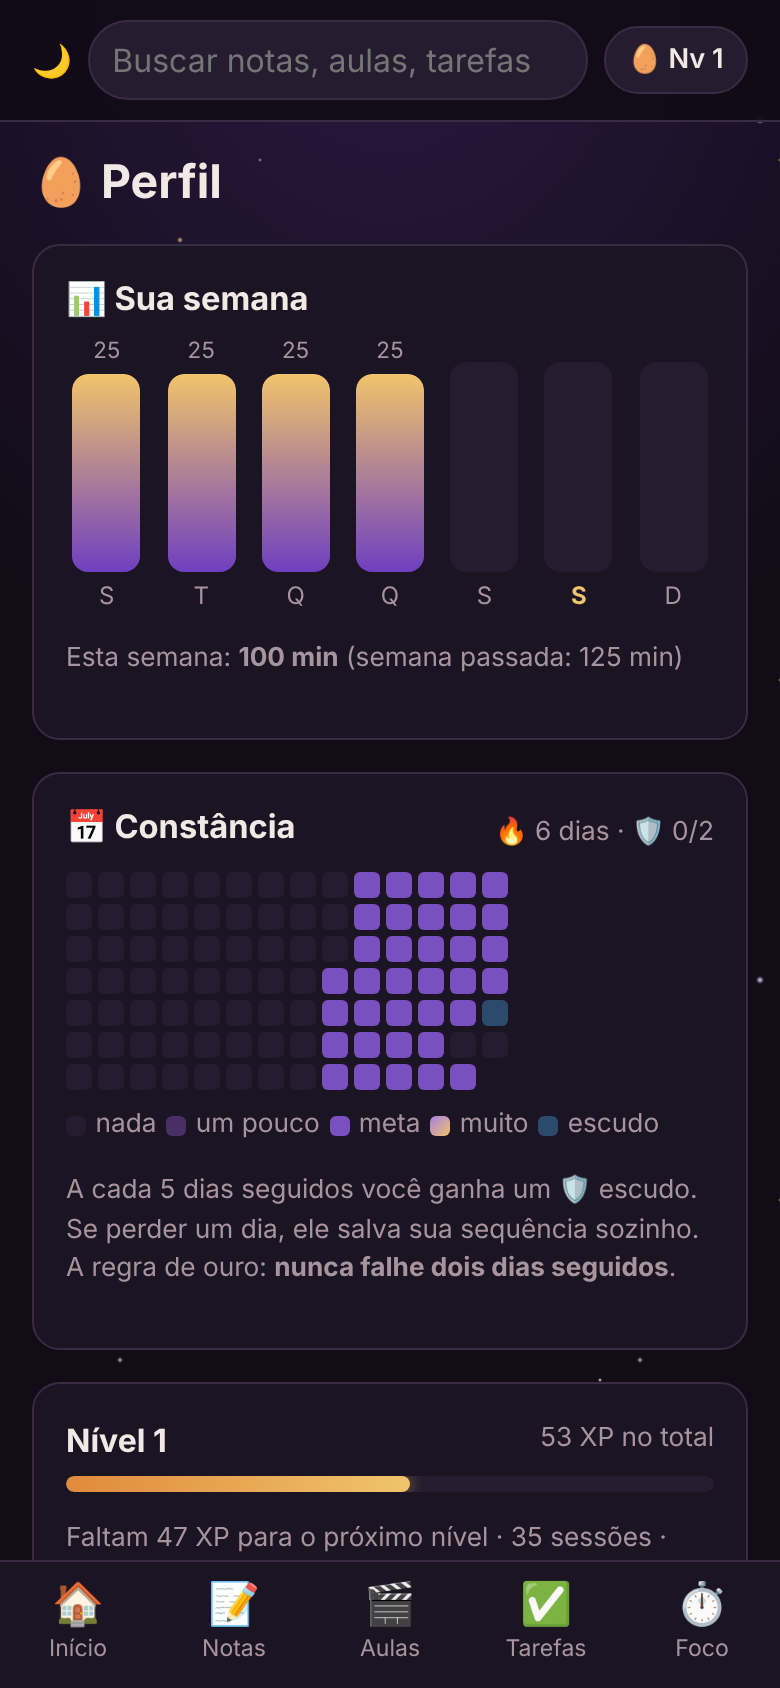 Buscar notas, aulas, tarefas
Nv 1
Perfil
Sua semana
25 25 25 25
S T Q Q S S D
Esta semana: 100 min (semana passada: 125 min)
July
17
Constância
6 dias · 0/2
nada um pouco meta muito escudo
A cada 5 dias seguidos você ganha um escudo.
Se perder um dia, ele salva sua sequência sozinho.
A regra de ouro: nunca falhe dois dias seguidos.
Nível 1
53 XP no total
Faltam 47 XP para o próximo nível · 35 sessões ·
Início Notas Aulas Tarefas Foco